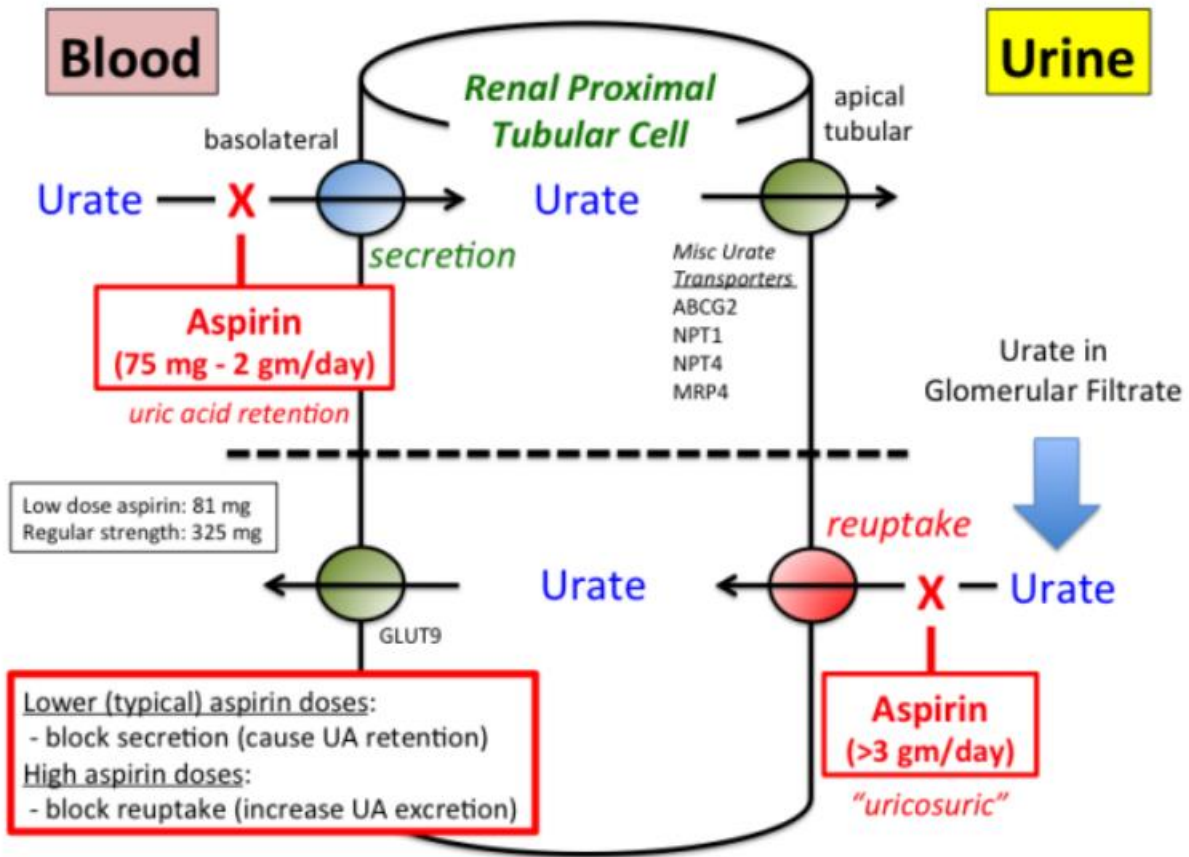 Blood
Urine
Renal Proximal
Tubular Cell
apical
tubular
basolateral
Urate
X
Urate
secretion
Misc Urate
Transporters
ABCG2
NPT1
NPT4
MRP4
Aspirin
(75 mg - 2 gm/day)
uric acid retention
Urate in
Glomerular Filtrate
Low dose aspirin: 81 mg
Regular strength: 325 mg
reuptake
Urate
X
Urate
GLUT9
Lower (typical) aspirin doses:
- block secretion (cause UA retention)
High aspirin doses:
- block reuptake (increase UA excretion)
Aspirin
(>3 gm/day)
"uricosuric"